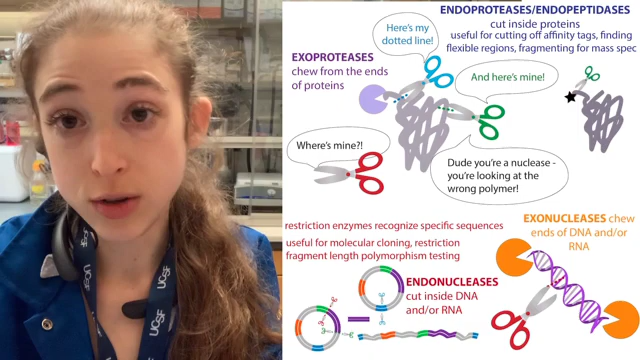 ENDOPROTEASES/ENDOPEPTIDASES
cut inside proteins
useful for cutting off affinity tags, finding
flexible regions, fragmenting for mass spec
Here's my
dotted line!
EXOPROTEASES
chew from the ends
of proteins
And here's mine!
Where's mine?!
Dude you're a nuclease -
you're looking at the
wrong polymer!
restriction enzymes recognize specific sequences
useful for molecular cloning, restriction
fragment length polymorphism testing
ENDONUCLEASES
cut inside DNA
and/or RNA
EXONUCLEASES chew
ends of DNA and/or
RNA
UCSF
UCSF
UCSF